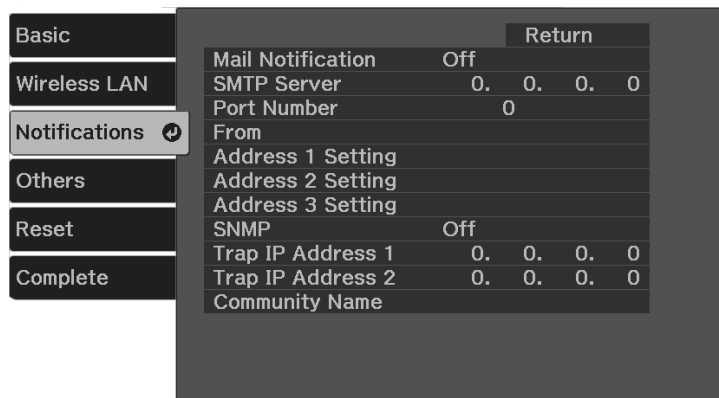 Basic
Wireless LAN
Notifications
Others
Reset
Complete
Return
Mail Notification Off
SMTP Server 0. 0. 0. 0
Port Number 0
From
Address 1 Setting
Address 2 Setting
Address 3 Setting
SNMP Off
Trap IP Address 1 0. 0. 0. 0
Trap IP Address 2 0. 0. 0. 0
Community Name